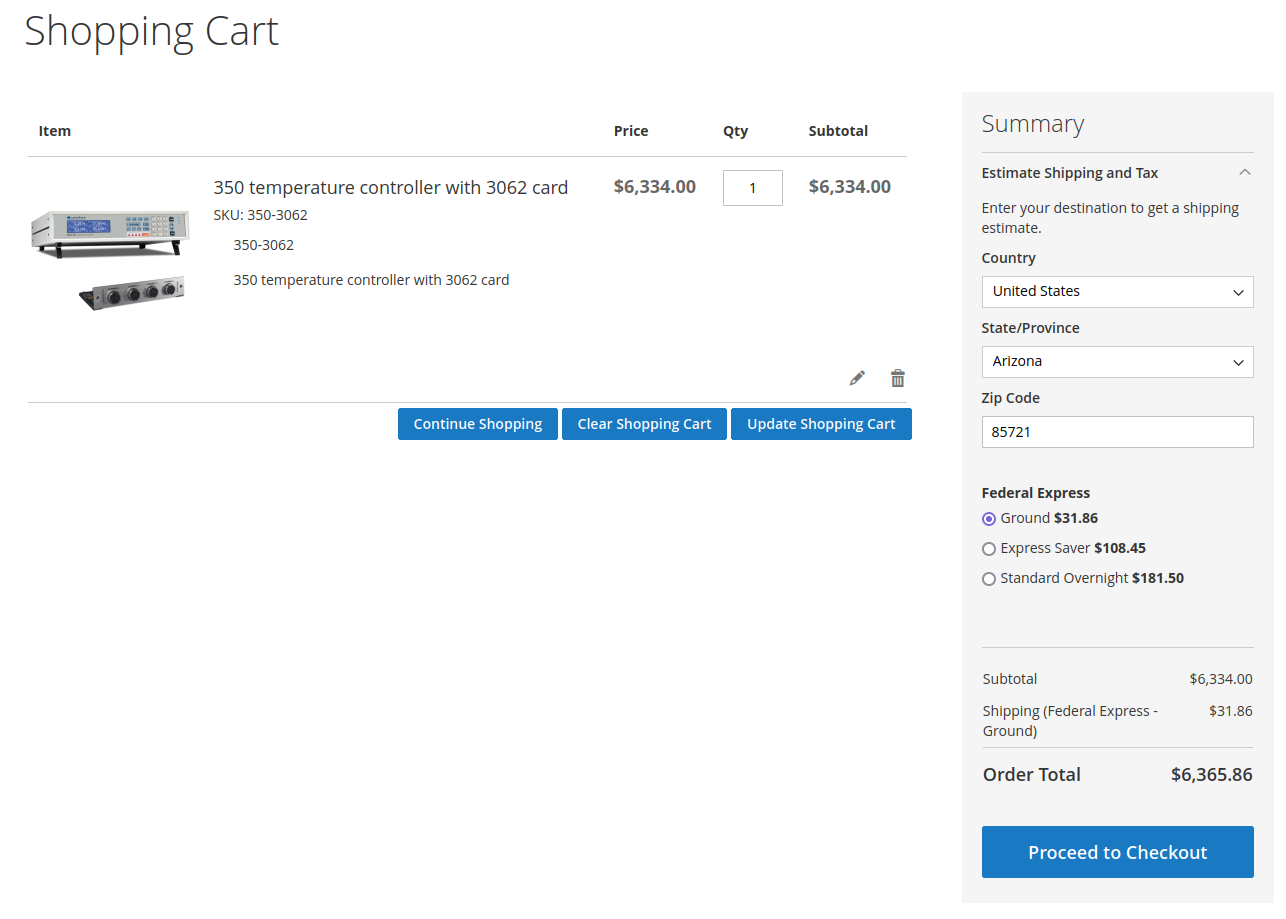 Shopping Cart
Item Price Qty Subtotal
350 temperature controller with 3062 card $6,334.00 1 $6,334.00
SKU: 350-3062
350-3062
350 temperature controller with 3062 card
Continue Shopping Clear Shopping Cart Update Shopping Cart
Summary
Estimate Shipping and Tax
Enter your destination to get a shipping
estimate.
Country
United States
State/Province
Arizona
Zip Code
85721
Federal Express
Ground $31.86
Express Saver $108.45
Standard Overnight $181.50
Subtotal $6,334.00
Shipping (Federal Express - $31.86
Ground)
Order Total $6,365.86
Proceed to Checkout